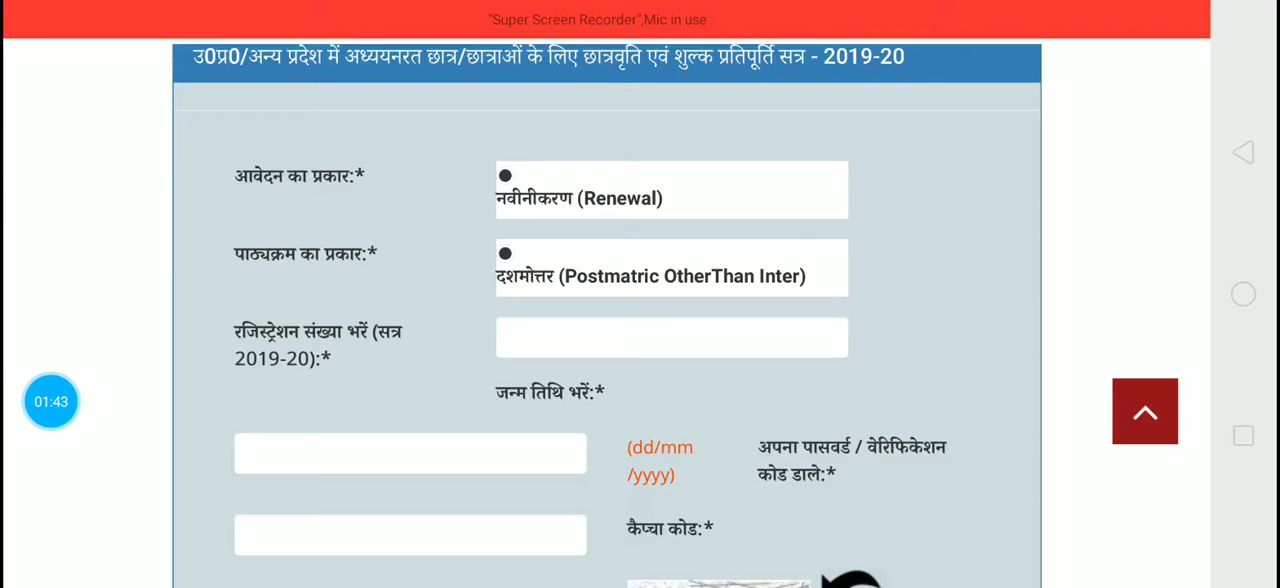 "Super Screen Recorder",Mic in use
उ0प्र0/अन्य प्रदेश में अध्ययनरत छात्र/छात्राओं के लिए छात्रवृति एवं शुल्क प्रतिपूर्ति सत्र - 2019-20
आवेदन का प्रकार:*
नवीनीकरण (Renewal)
पाठ्यक्रम का प्रकार:*
दशमोत्तर (Postmatric OtherThan Inter)
रजिस्ट्रेशन संख्या भरें (सत्र
2019-20):*
जन्म तिथि भरें:*
(dd/mm
/yyyy)
अपना पासवर्ड / वेरिफिकेशन
कोड डाले:*
कैप्चा कोड:*
01:43